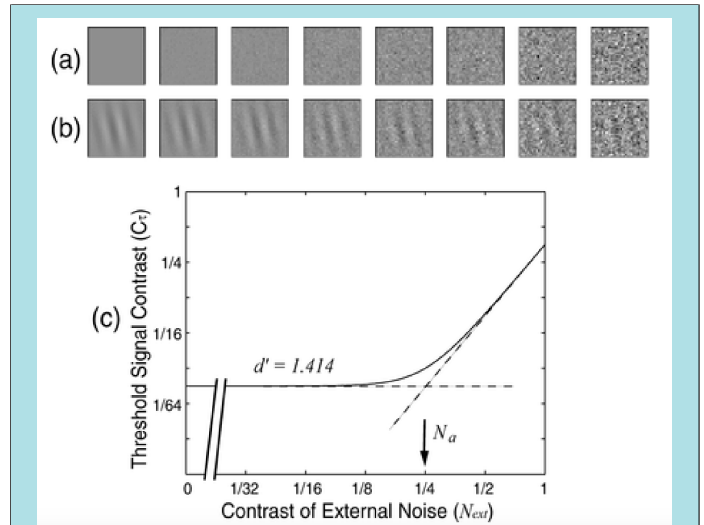 (a)
(b)
(c)
Threshold Signal Contrast (Cτ)
1
1/4
1/16
1/64
d' = 1.414
Na
0 1/32 1/16 1/8 1/4 1/2 1
Contrast of External Noise (Next)